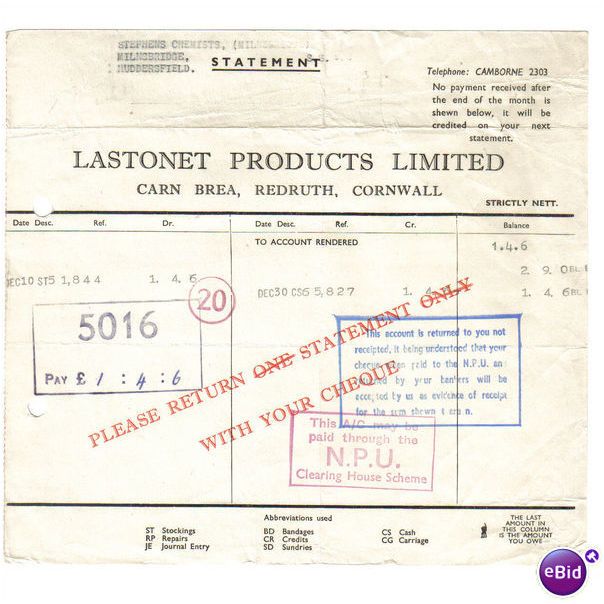 STEPHENS CHEMISTS,
MILNSBRIDGE,
HUDDERSFIELD.
STATEMENT
Telephone: CAMBORNE 2303
No payment received after
the end of the month is
shewn below, it will be
credited on your next
statement.
LASTONET PRODUCTS LIMITED
CARN BREA, REDRUTH, CORNWALL
STRICTLY NETT.
Date Desc. Ref. Dr. Date Desc. Ref. Cr. Balance
TO ACCOUNT RENDERED 1.4.6
2. 9. 0BL
DEC10 ST5 1,844 1. 4. 6 DEC30 CS6 5,827 1. 4. 1. 4. 6BL
20
5016
PAY £ 1 : 4 : 6
PLEASE RETURN ONE STATEMENT ONLY
WITH YOUR CHEQUE
This account is returned to you not
receipted, it being understood that your
cheque when paid to the N.P.U. and
by your bankers will be
accepted by us as evidence of receipt
for the sum shewn
This A/C may be
paid through the
N.P.U.
Clearing House Scheme
Abbreviations used
ST Stockings BD Bandages CS Cash
RP Repairs CR Credits CG Carriage
JE Journal Entry SD Sundries
THE LAST
AMOUNT IN
THIS COLUMN
IS THE AMOUNT
YOU OWE
eBid